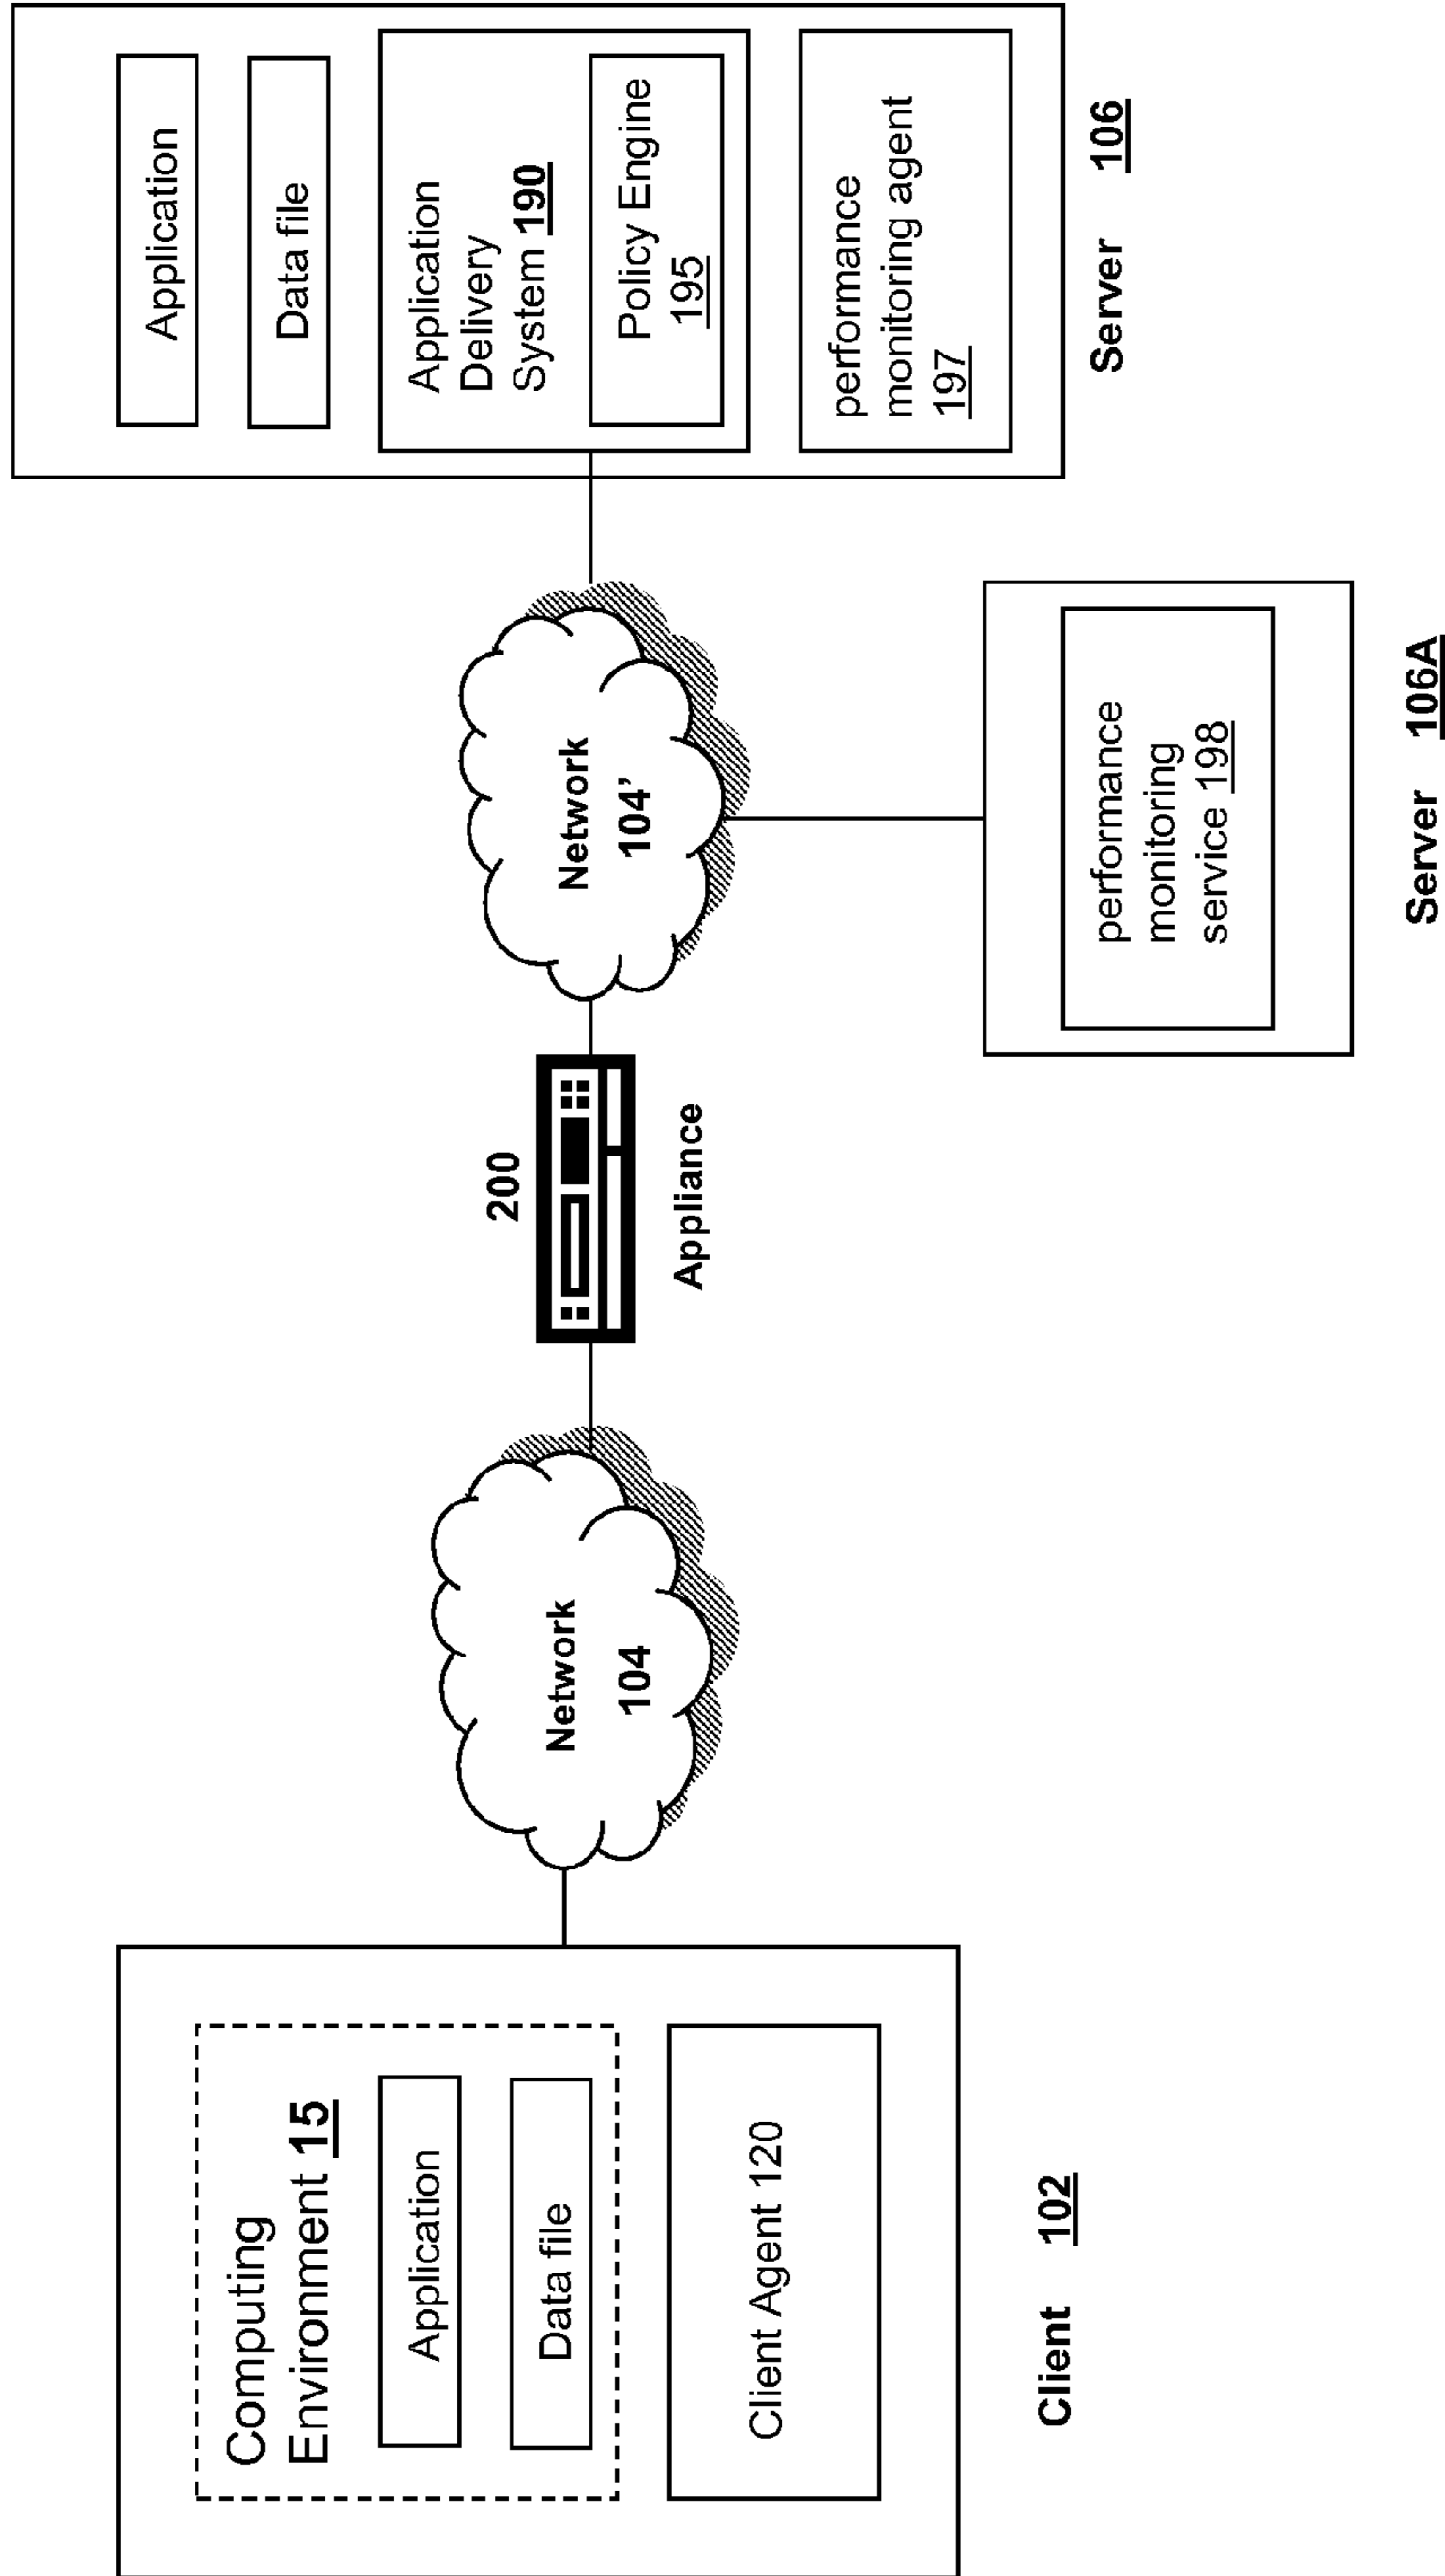 Computing
Environment 15
Application
Data file
Client Agent 120
Client 102
Network
104
200
Appliance
Network
104’
performance
monitoring
service 198
Server 106A
Application
Data file
Application
Delivery
System 190
Policy Engine
195
performance
monitoring agent
197
Server 106